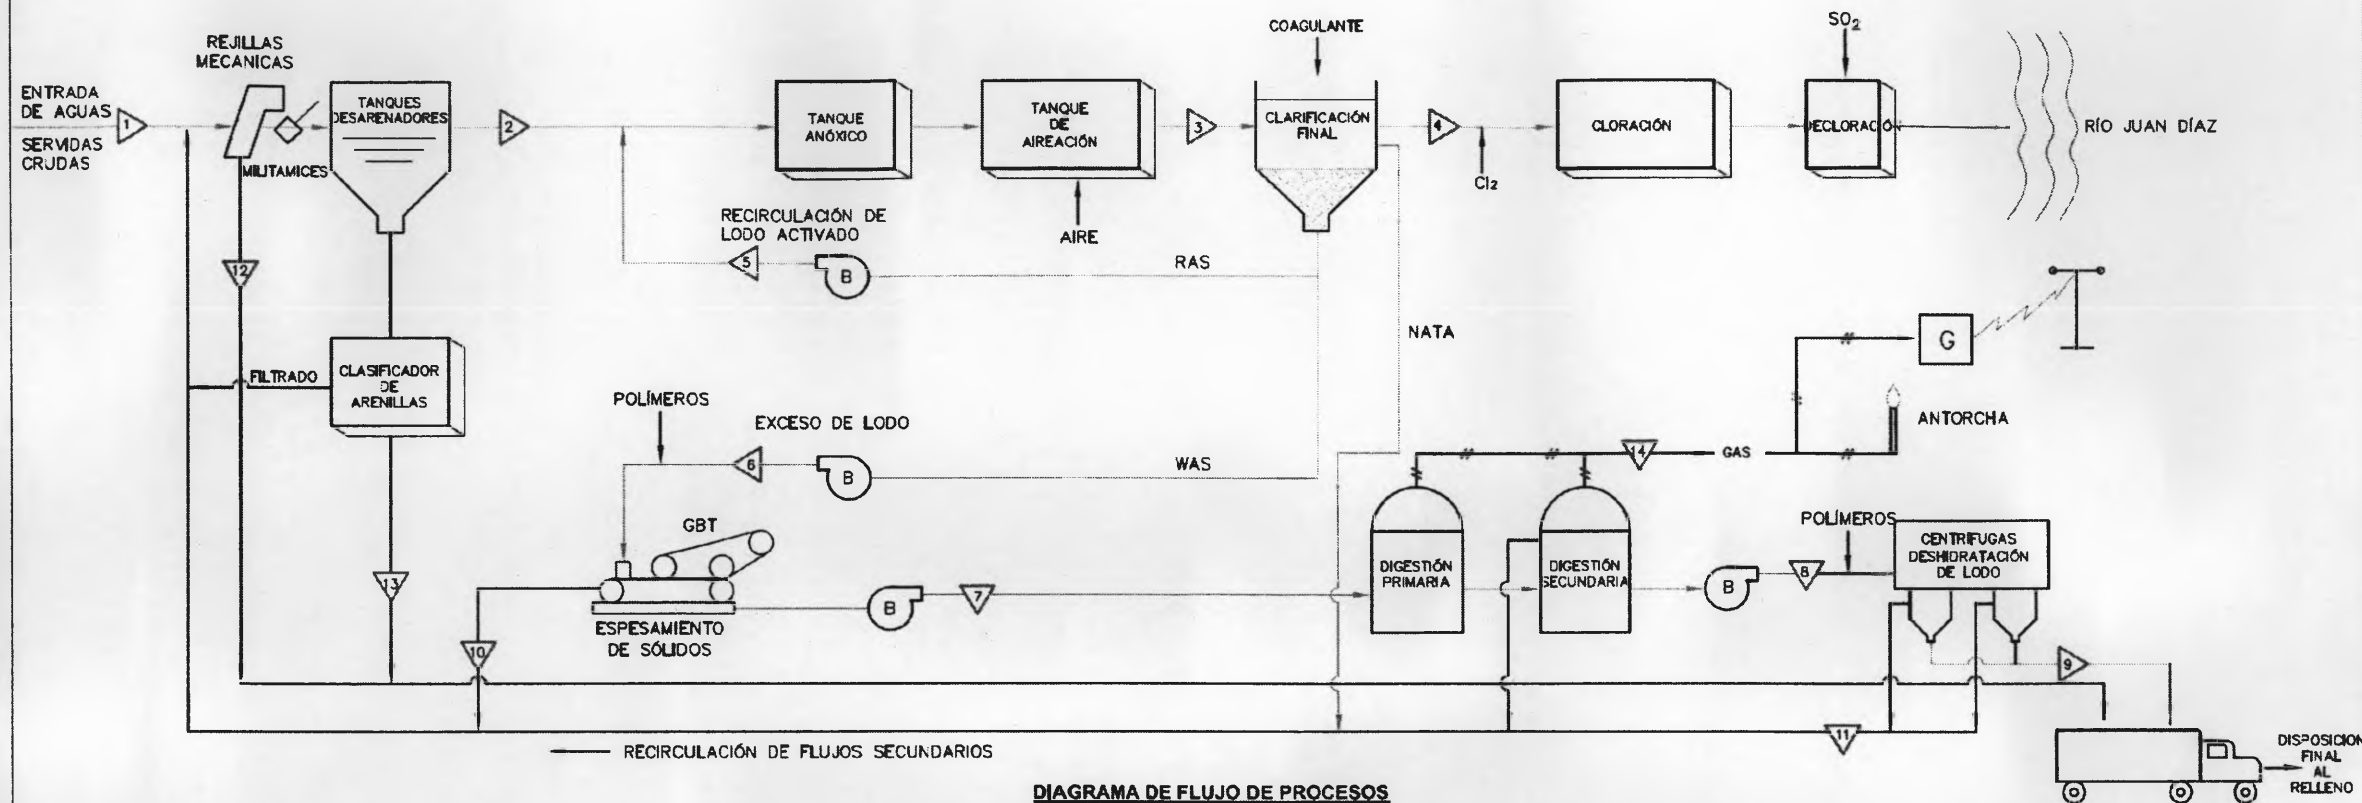 COAGULANTE
SO2
REJILLAS
MECANICAS
ENTRADA
DE AGUAS
SERVIDAS
CRUDAS
1
MILITAMICES
TANQUES
DESARENADORES
2
TANQUE
ANÓXICO
TANQUE
DE
AIREACIÓN
3
CLARIFICACIÓN
FINAL
4
Cl2
CLORACIÓN
DECLORACIÓN
RÍO JUAN DÍAZ
AIRE
RECIRCULACIÓN DE
LODO ACTIVADO
5
B
RAS
12
NATA
G
FILTRADO
CLASIFICADOR
DE
ARENILLAS
POLÍMEROS
EXCESO DE LODO
6
B
WAS
14
GAS
ANTORCHA
GBT
POLÍMEROS
CENTRÍFUGAS
DESHIDRATACIÓN
DE LODO
DIGESTIÓN
PRIMARIA
DIGESTIÓN
SECUNDARIA
B
8
13
B
7
ESPESAMIENTO
DE SÓLIDOS
10
9
11
RECIRCULACIÓN DE FLUJOS SECUNDARIOS
DISPOSICION
FINAL
AL
RELLENO
DIAGRAMA DE FLUJO DE PROCESOS